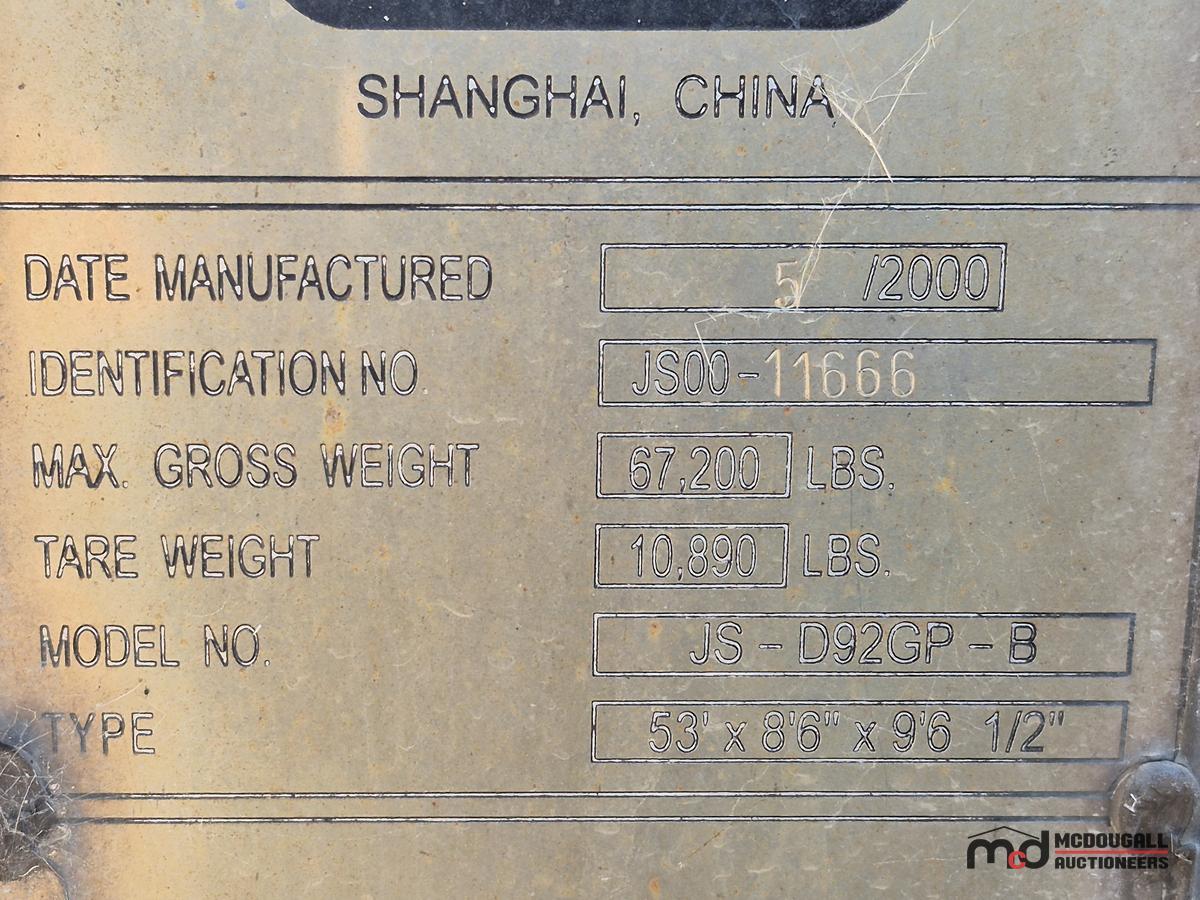 SHANGHAI, CHINA
DATE MANUFACTURED 5 /2000
IDENTIFICATION NO. JS00-11666
MAX. GROSS WEIGHT 67,200 LBS.
TARE WEIGHT 10,890 LBS.
MODEL NO. JS - D92GP - B
TYPE 53' x 8'6" x 9'6 1/2"
mcd MCDOUGALL
AUCTIONEERS